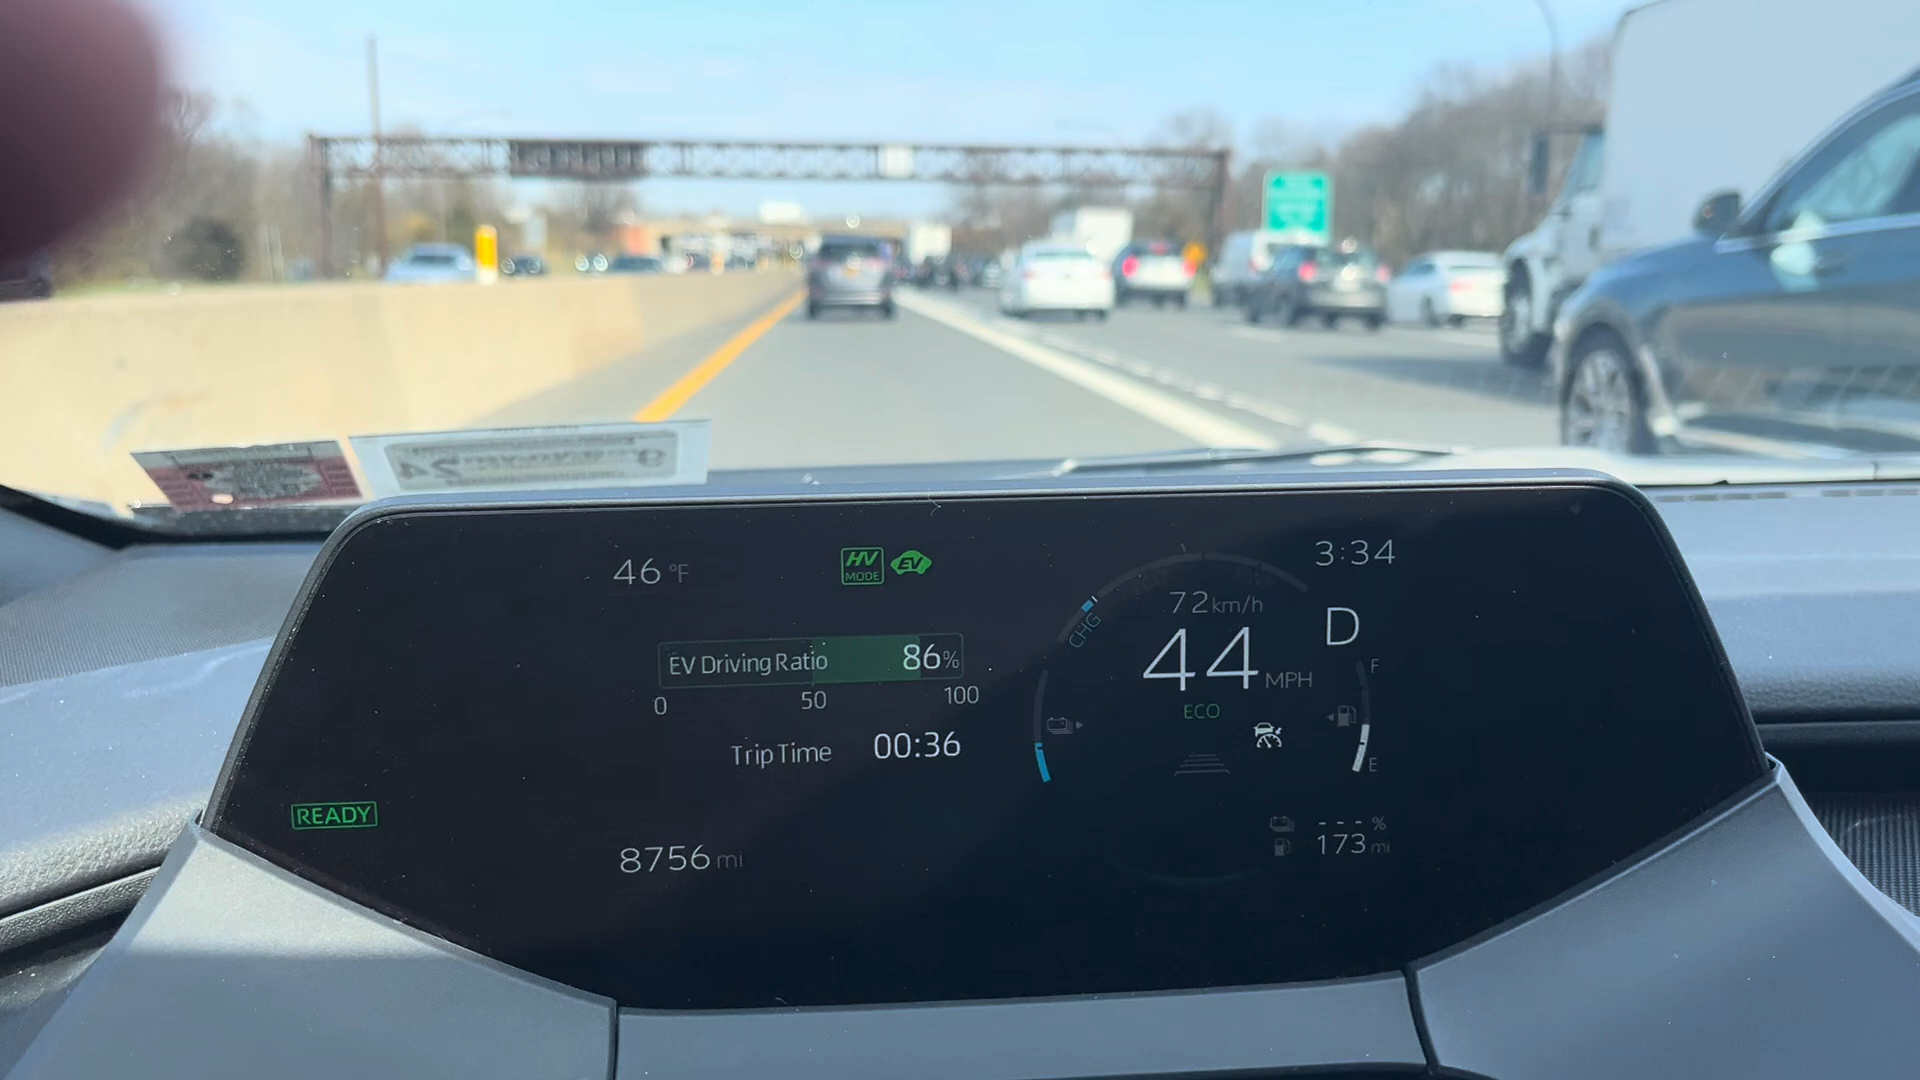 46 °F
HV
MODE
EV
3:34
CHG
72 km/h
44 MPH
D
ECO
F
E
EV Driving Ratio 86%
0 50 100
Trip Time 00:36
READY
8756 mi
--- %
173 mi